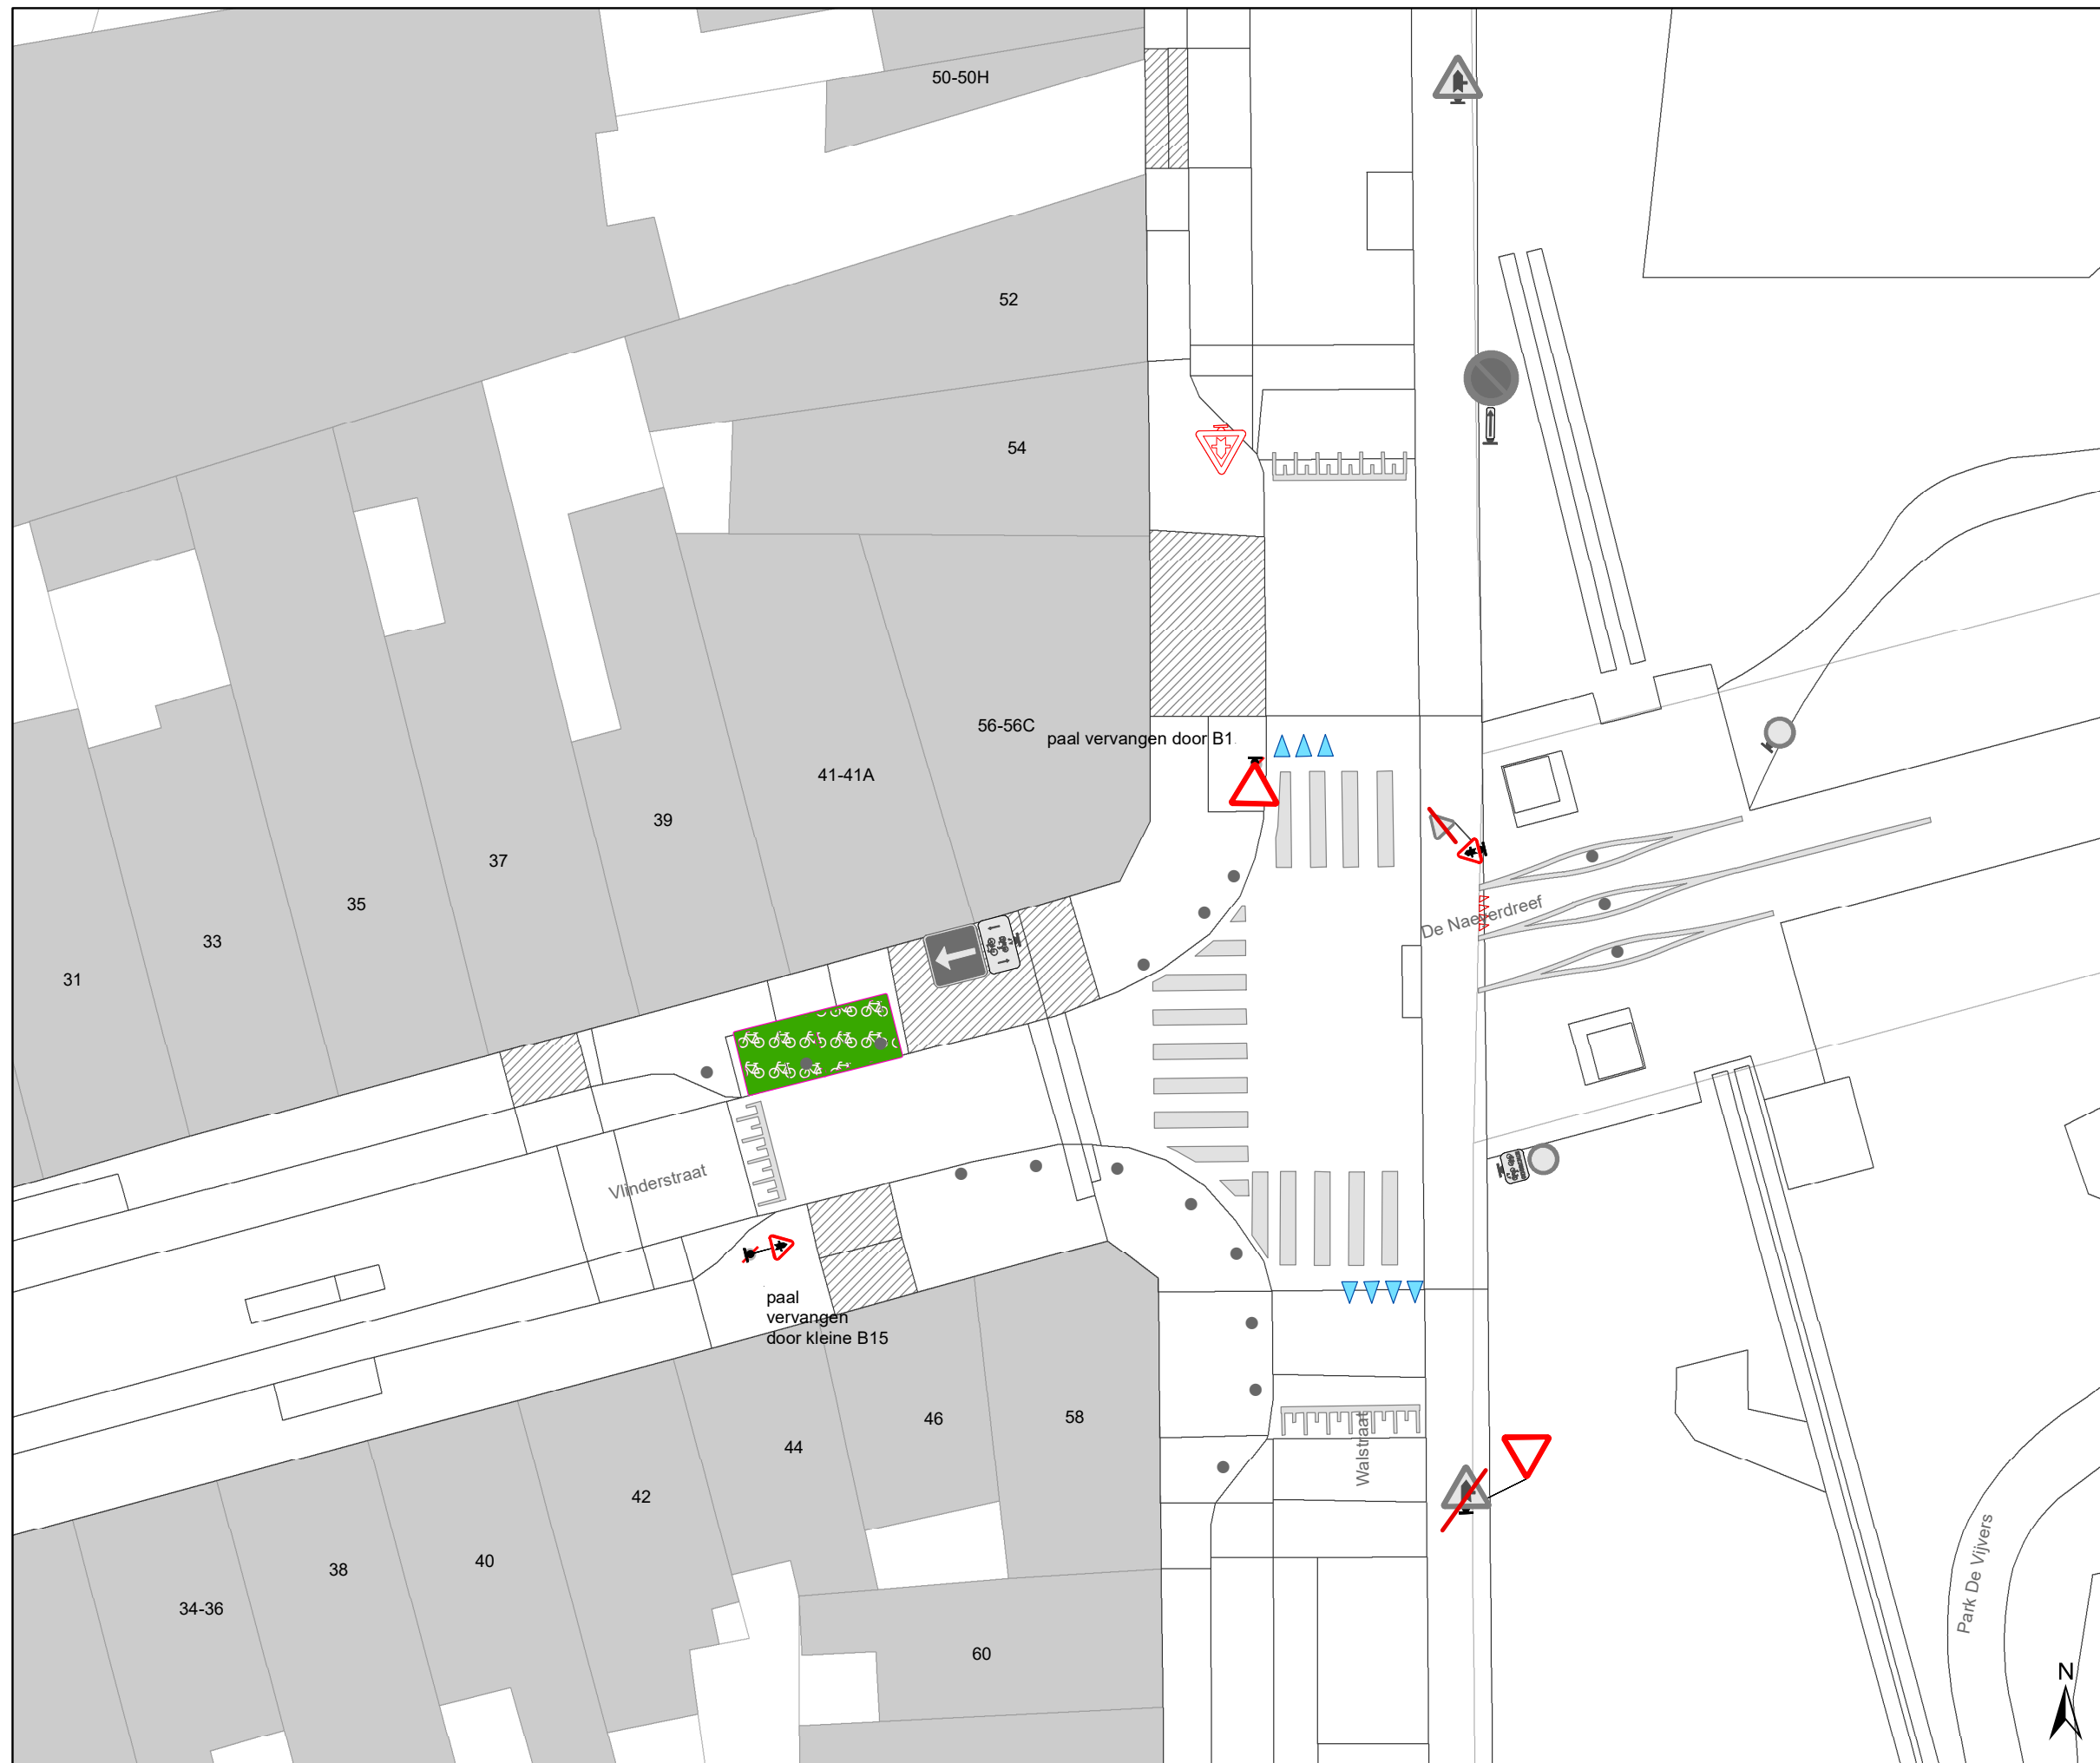 50-50H
52
54
56-56C
paal vervangen door B1
41-41A
39
37
35
33
31
De Naeyerdreef
Vlinderstraat
paal
vervangen
door kleine B15
46
58
44
42
40
38
34-36
60
Walstraat
Park De Vijvers
N